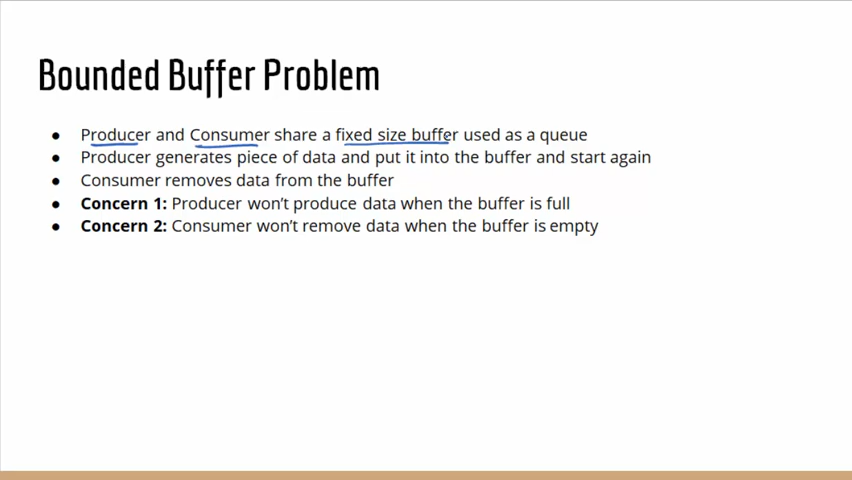 Bounded Buffer Problem
● Producer and Consumer share a fixed size buffer used as a queue
● Producer generates piece of data and put it into the buffer and start again
● Consumer removes data from the buffer
● Concern 1: Producer won't produce data when the buffer is full
● Concern 2: Consumer won't remove data when the buffer is empty